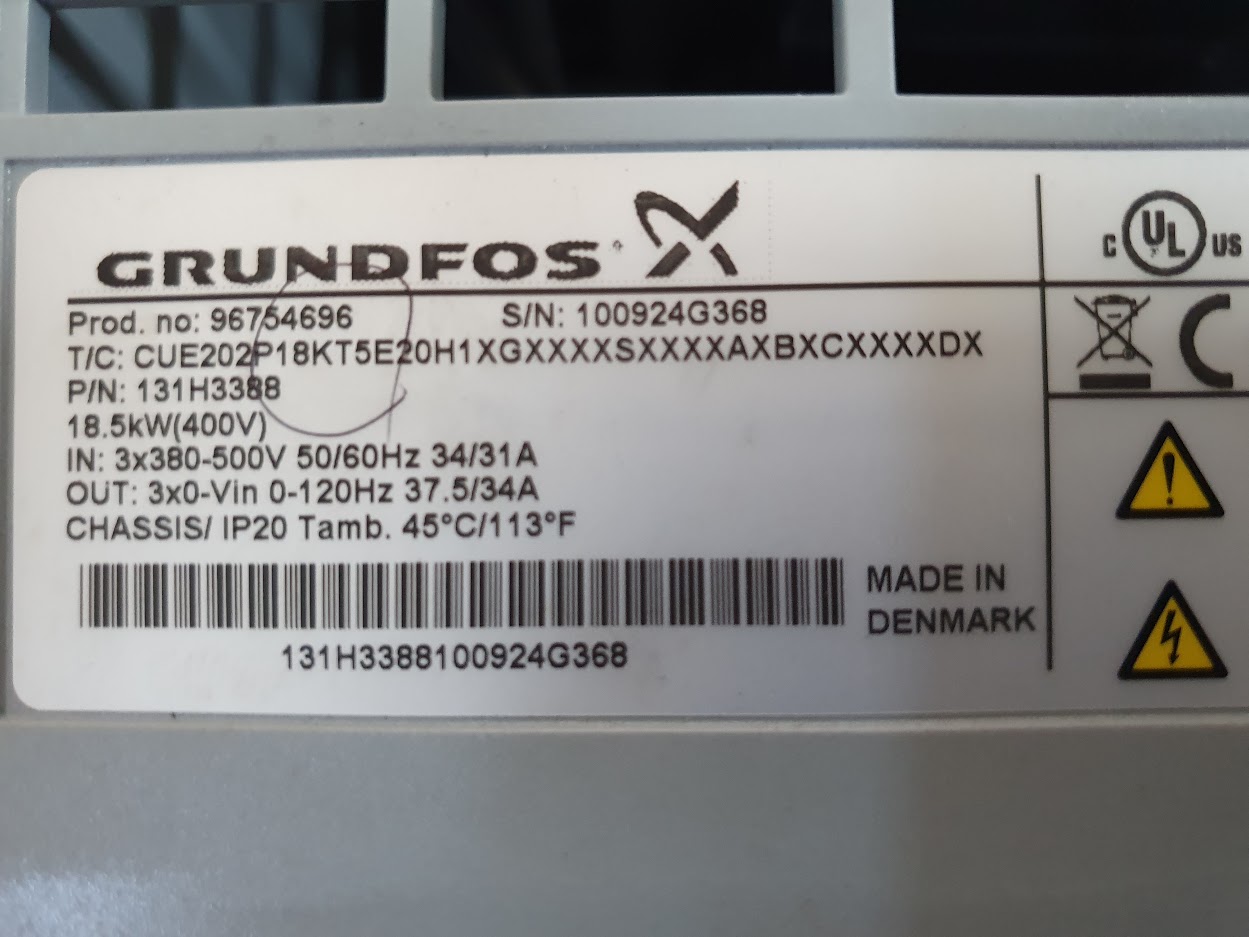 GRUNDFOS
C UL US
Prod. no: 96754696 S/N: 100924G368
T/C: CUE202P18KT5E20H1XGXXXXSXXXXAXBXCXXXXDX
P/N: 131H3388
18.5kW(400V)
IN: 3x380-500V 50/60Hz 34/31A
OUT: 3x0-Vin 0-120Hz 37.5/34A
CHASSIS/ IP20 Tamb. 45°C/113°F
MADE IN
DENMARK
131H3388100924G368